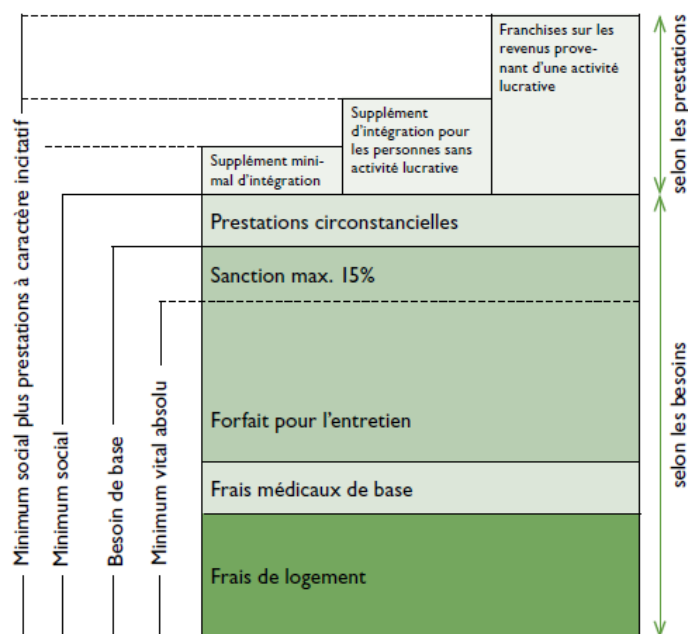 Franchises sur les
revenus prove-
nant d'une activité
lucrative
Supplément
d'intégration pour
les personnes sans
activité lucrative
Supplément mini-
mal d'intégration
Prestations circonstancielles
Sanction max. 15%
Forfait pour l'entretien
Frais médicaux de base
Frais de logement
Minimum social plus prestations à caractère incitatif
Minimum social
Besoin de base
Minimum vital absolu
selon les prestations
selon les besoins